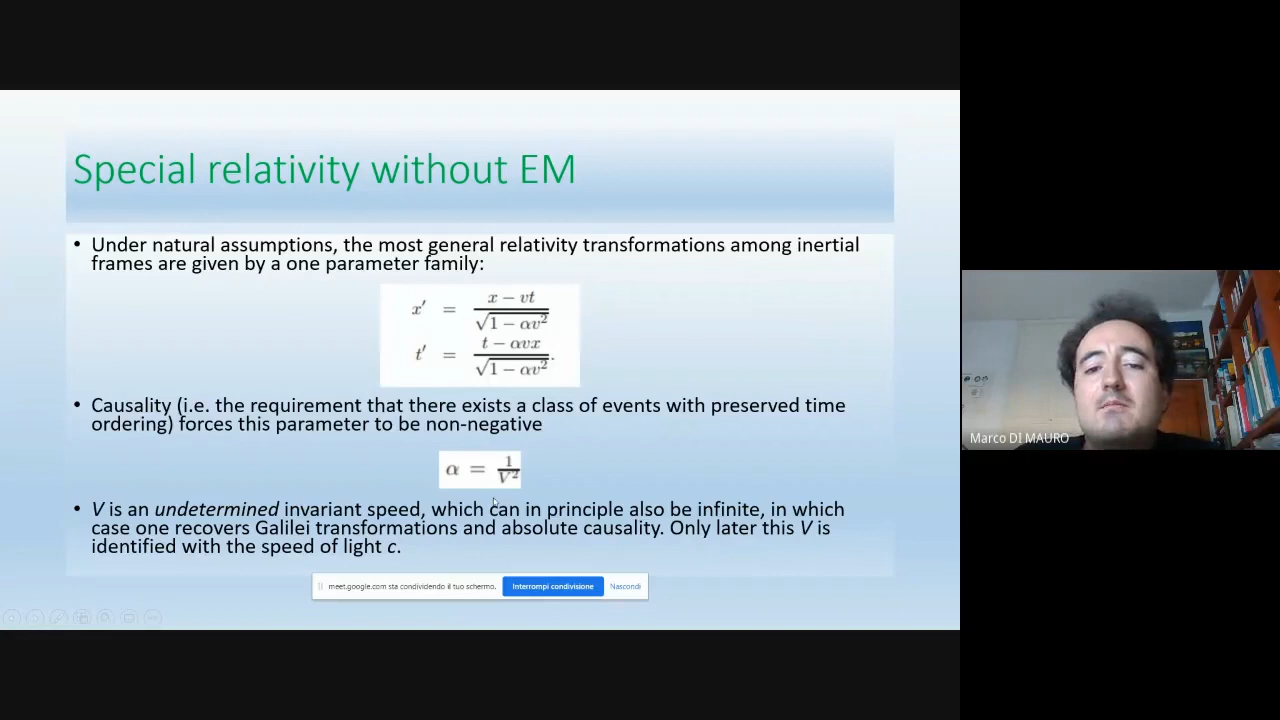 Special relativity without EM
• Under natural assumptions, the most general relativity transformations among inertial
frames are given by a one parameter family:
x′ = x − vt / √1 − αv²
t′ = t − αvx / √1 − αv² .
• Causality (i.e. the requirement that there exists a class of events with preserved time
ordering) forces this parameter to be non-negative
α = 1 / V²
• V is an undetermined invariant speed, which can in principle also be infinite, in which
case one recovers Galilei transformations and absolute causality. Only later this V is
identified with the speed of light c.
meet.google.com sta condividendo il tuo schermo. Interrompi condivisione Nascondi
Marco DI MAURO